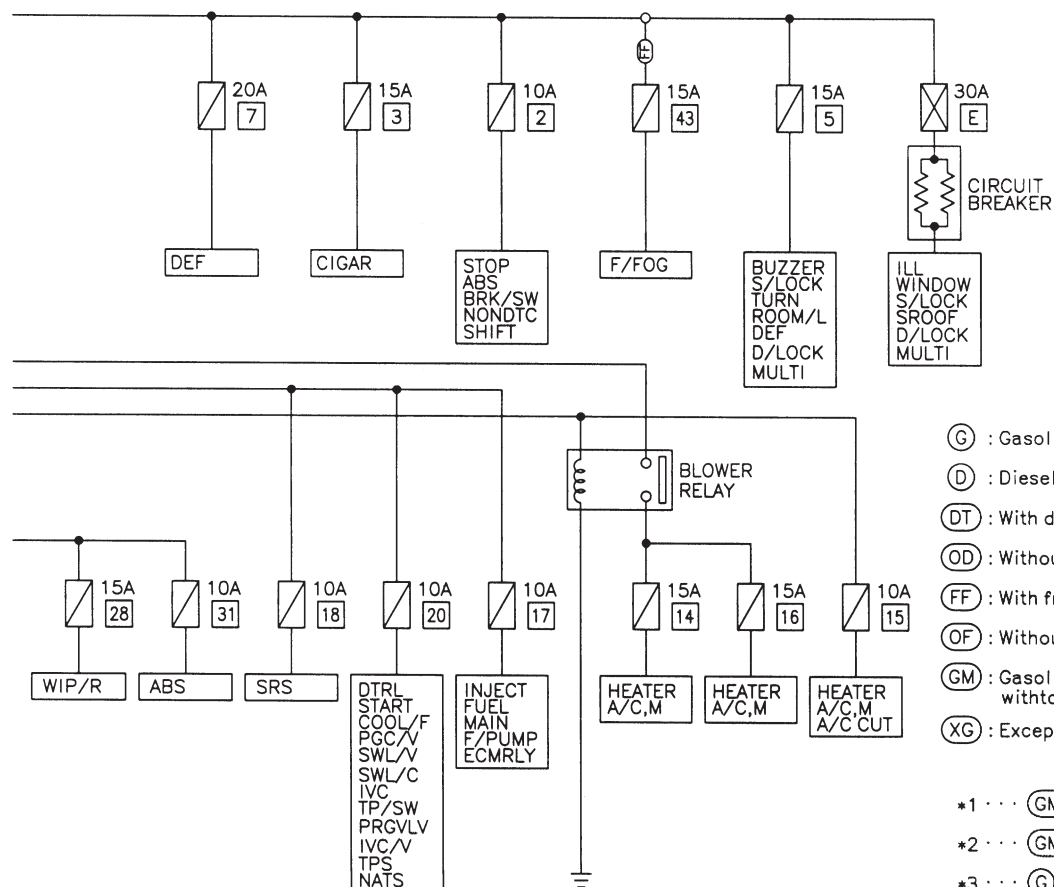 20A
7
15A
3
10A
2
FF
15A
43
15A
5
30A
E
CIRCUIT
BREAKER
DEF
CIGAR
STOP
ABS
BRK/SW
NONDTC
SHIFT
F/FOG
BUZZER
S/LOCK
TURN
ROOM/L
DEF
D/LOCK
MULTI
ILL
WINDOW
S/LOCK
SROOF
D/LOCK
MULTI
BLOWER
RELAY
15A
28
10A
31
10A
18
10A
20
10A
17
15A
14
15A
16
10A
15
WIP/R
ABS
SRS
DTRL
START
COOL/F
PGC/V
SWL/V
SWL/C
IVC
TP/SW
PRGVLV
IVC/V
TPS
NATS
INJECT
FUEL
MAIN
F/PUMP
ECMRLY
HEATER
A/C,M
HEATER
A/C,M
HEATER
A/C,M
A/C CUT
G : Gasol
D : Diesel
DT : With d
OD : Withou
FF : With fr
OF : Withou
GM : Gasol
withto
XG : Excep
*1 · · · GM
*2 · · · GM
*3 · · · G